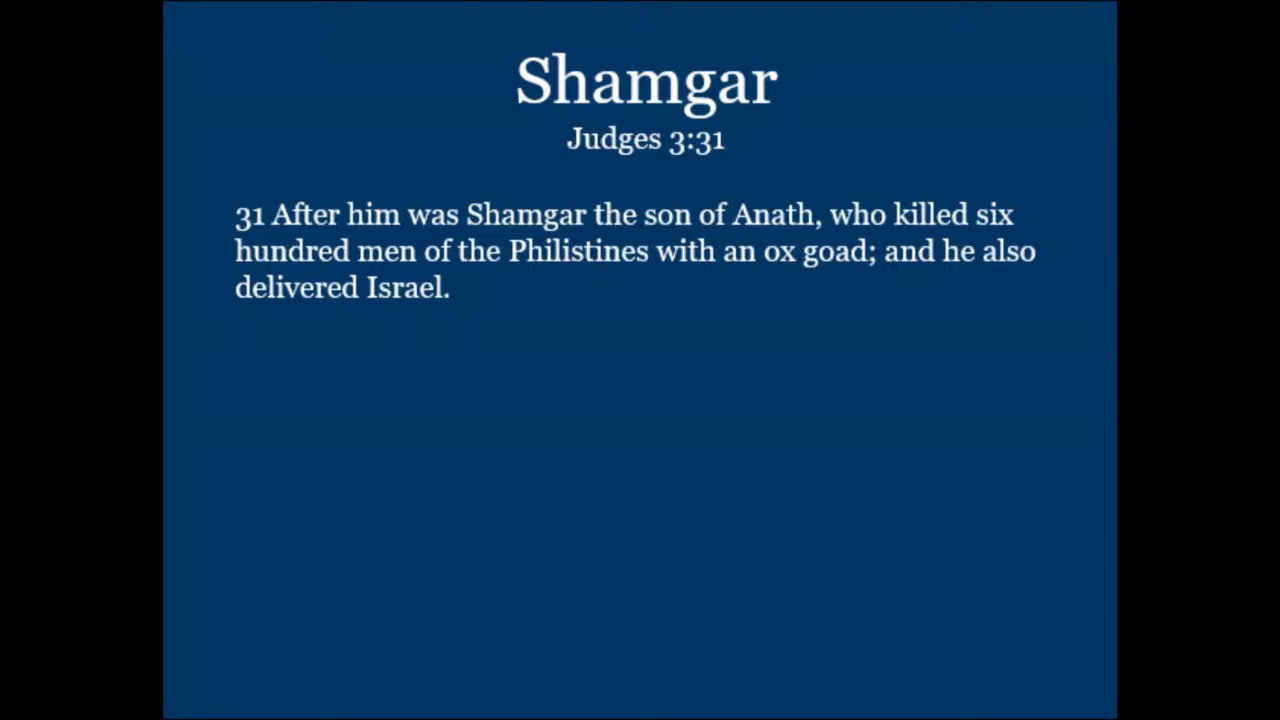 Shamgar
Judges 3:31
31 After him was Shamgar the son of Anath, who killed six
hundred men of the Philistines with an ox goad; and he also
delivered Israel.